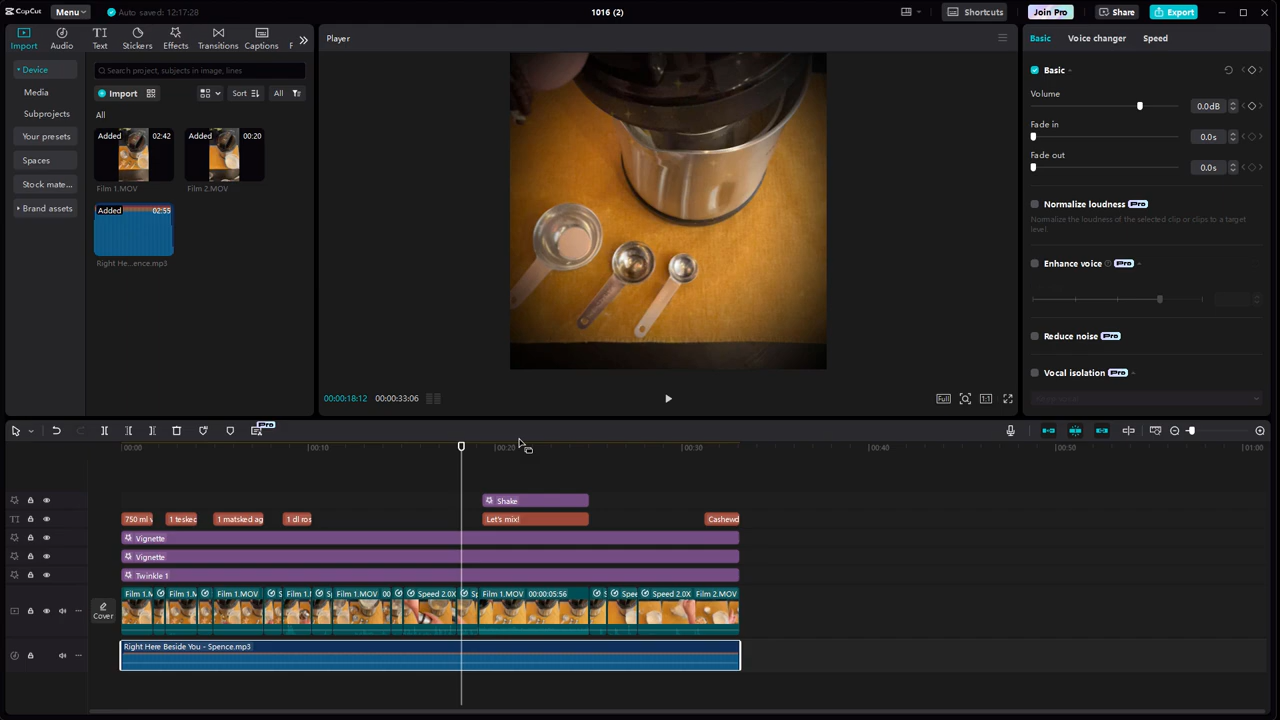 CapCut Menu Auto saved: 12:17:28 1016 (2) Shortcuts Join Pro Share Export
Import Audio Text Stickers Effects Transitions Captions
Device
Media
Subprojects
Your presets
Spaces
Stock mate...
Brand assets
Search project, subjects in image, lines
Import Sort All
All
Added 02:42 Added 00:20
Film 1.MOV Film 2.MOV
Added 02:55
Right He...ence.mp3
Player
00:00:18:12 00:00:33:06 Full 1:1
Basic Voice changer Speed
Basic
Volume
0.0dB
Fade in
0.0s
Fade out
0.0s
Normalize loudness Pro
Normalize the loudness of the selected clip or clips to a target level.
Enhance voice Pro
Reduce noise Pro
Vocal isolation Pro
Pro
00:00 00:10 00:20 00:30 00:40 00:50 01:00
Shake
750 ml 1 tesked 1 matsked ag 1 dl ros Let's mix! Cashewd
Vignette
Vignette
Twinkle 1
Cover
Film 1.M Film 1.M Film 1.MOV Film 1.M Film 1.MOV 00 Speed 2.0X Sp Film 1.MOV 00:00:05:56 S Spee Speed 2.0X Film 2.MOV
Right Here Beside You - Spence.mp3